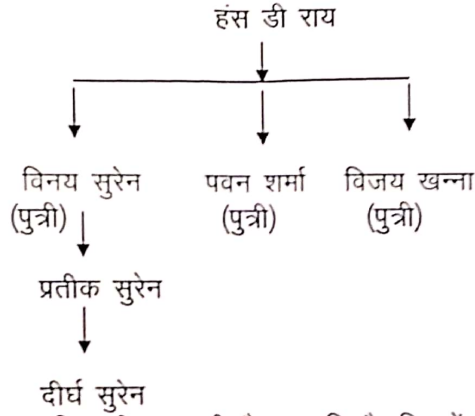 हंस डी राय
विनय सुरेन पवन शर्मा विजय खन्ना
(पुत्री) (पुत्री) (पुत्री)
प्रतीक सुरेन
दीर्घ सुरेन